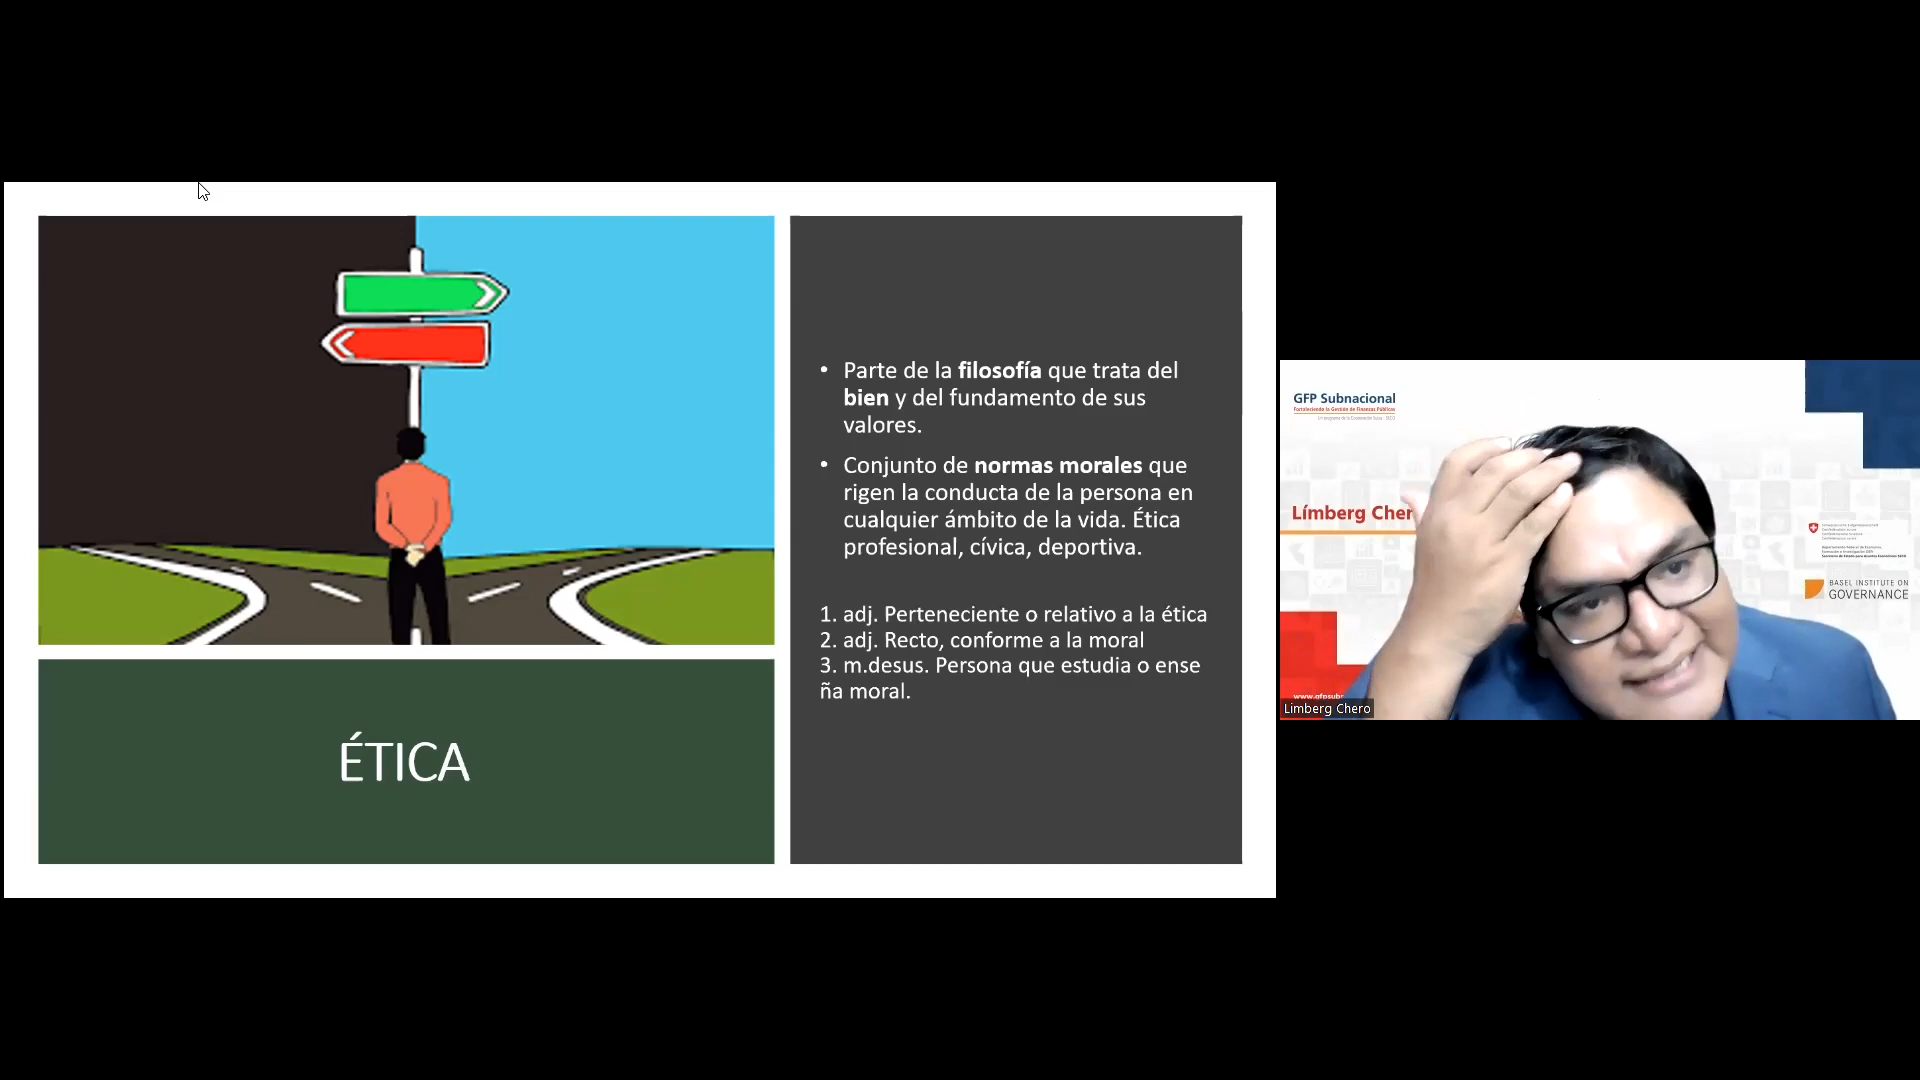 Parte de la filosofía que trata del
bien y del fundamento de sus
valores.
Conjunto de normas morales que
rigen la conducta de la persona en
cualquier ámbito de la vida. Ética
profesional, cívica, deportiva.
1. adj. Perteneciente o relativo a la ética
2. adj. Recto, conforme a la moral
3. m.desus. Persona que estudia o ense
ña moral.
ÉTICA
GFP Subnacional
Fortaleciendo la Gestión de Finanzas Públicas
Límberg Cher
BASEL INSTITUTE ON
GOVERNANCE
www.gfpsubr
Limberg Chero